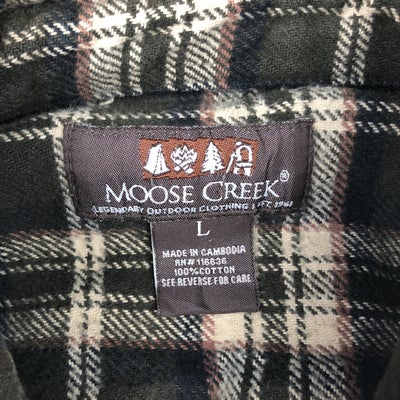 MOOSE CREEK®
LEGENDARY OUTDOOR CLOTHING EST. 1961
L
MADE IN CAMBODIA
RN# 116636
100% COTTON
SEE REVERSE FOR CARE